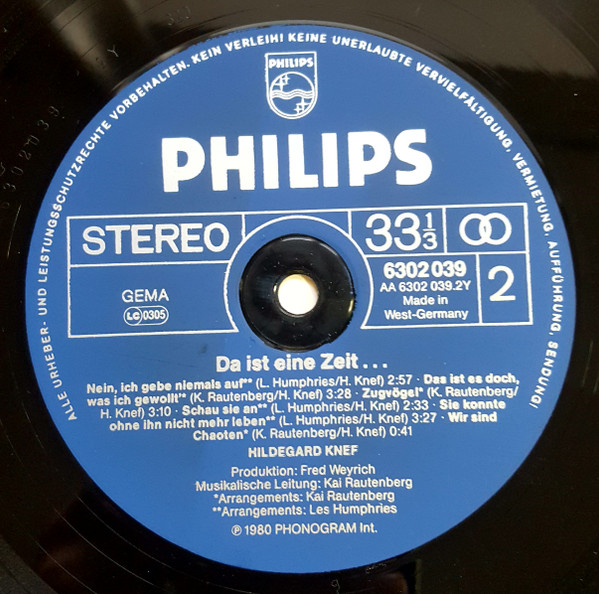 ALLE URHEBER- UND LEISTUNGSSCHUTZRECHTE VORBEHALTEN. KEIN VERLEIH! KEINE UNERLAUBTE VERVIELFÄLTIGUNG, VERMIETUNG, AUFFÜHRUNG, SENDUNG!
PHILIPS
PHILIPS
STEREO
33 1/3
6302 039
AA 6302 039.2Y
Made in
West-Germany
2
GEMA
LC 0305
Da ist eine Zeit...
Nein, ich gebe niemals auf** (L. Humphries/H. Knef) 2:57 · Das ist es doch,
was ich gewollt** (K. Rautenberg/H. Knef) 3:28 · Zugvögel* (K. Rautenberg/
H. Knef) 3:10 · Schau sie an** (L. Humphries/H. Knef) 2:33 · Sie konnte
ohne ihn nicht mehr leben** (L. Humphries/H. Knef) 3:27 · Wir sind
Chaoten* (K. Rautenberg/H. Knef) 0:41
HILDEGARD KNEF
Produktion: Fred Weyrich
Musikalische Leitung: Kai Rautenberg
*Arrangements: Kai Rautenberg
**Arrangements: Les Humphries
℗ 1980 PHONOGRAM Int.